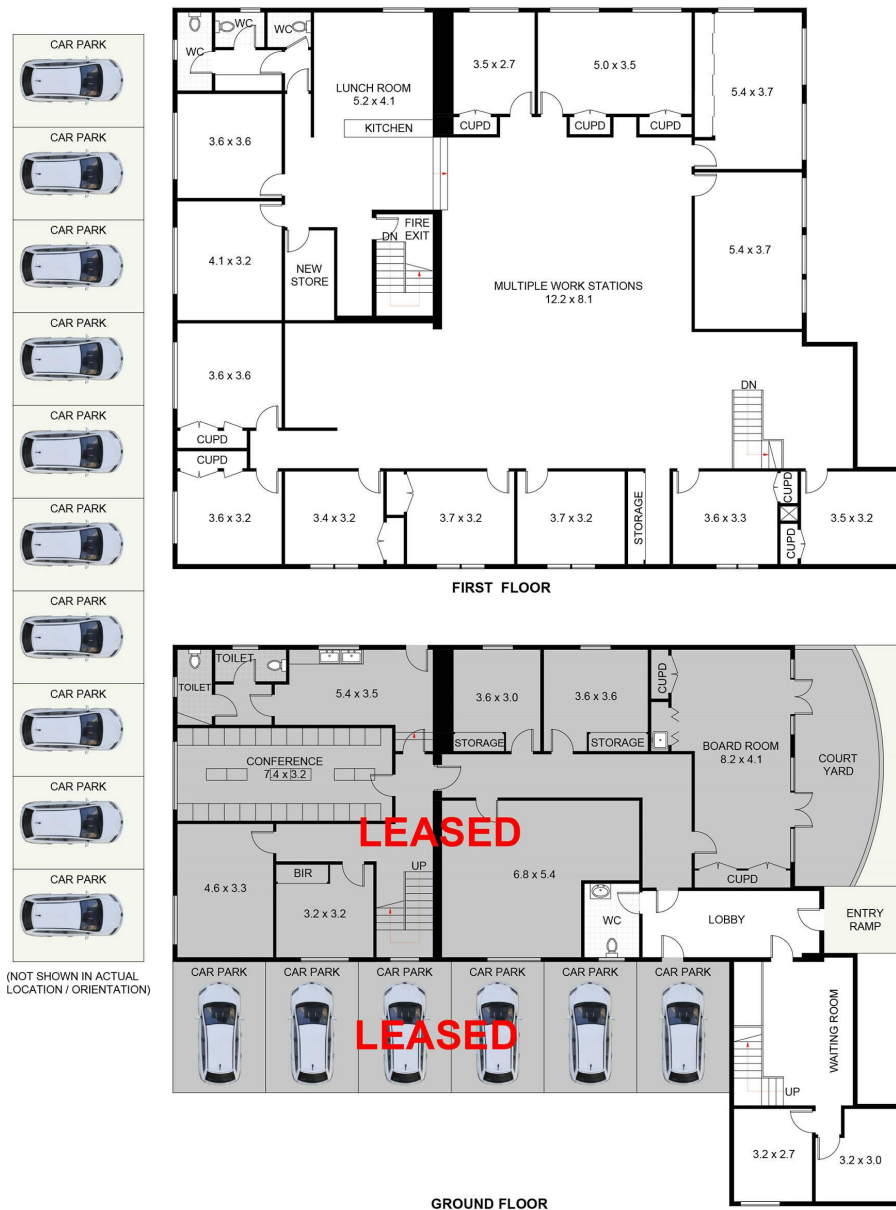 CAR PARK
CAR PARK
CAR PARK
CAR PARK
CAR PARK
CAR PARK
CAR PARK
CAR PARK
CAR PARK
CAR PARK
(NOT SHOWN IN ACTUAL
LOCATION / ORIENTATION)
WC
WC
WC
LUNCH ROOM
5.2 x 4.1
KITCHEN
3.5 x 2.7
CUPD
5.0 x 3.5
CUPD
CUPD
5.4 x 3.7
3.6 x 3.6
4.1 x 3.2
NEW
STORE
FIRE
EXIT
DN
MULTIPLE WORK STATIONS
12.2 x 8.1
5.4 x 3.7
3.6 x 3.6
CUPD
CUPD
DN
3.6 x 3.2
3.4 x 3.2
3.7 x 3.2
3.7 x 3.2
STORAGE
3.6 x 3.3
CUPD
CUPD
3.5 x 3.2
FIRST FLOOR
TOILET
TOILET
5.4 x 3.5
3.6 x 3.0
STORAGE
3.6 x 3.6
STORAGE
CUPD
BOARD ROOM
8.2 x 4.1
CUPD
COURT
YARD
CONFERENCE
7.4 x 3.2
LEASED
4.6 x 3.3
BIR
3.2 x 3.2
UP
6.8 x 5.4
WC
LOBBY
ENTRY
RAMP
CAR PARK
CAR PARK
CAR PARK
CAR PARK
CAR PARK
CAR PARK
LEASED
WAITING ROOM
UP
3.2 x 2.7
3.2 x 3.0
GROUND FLOOR